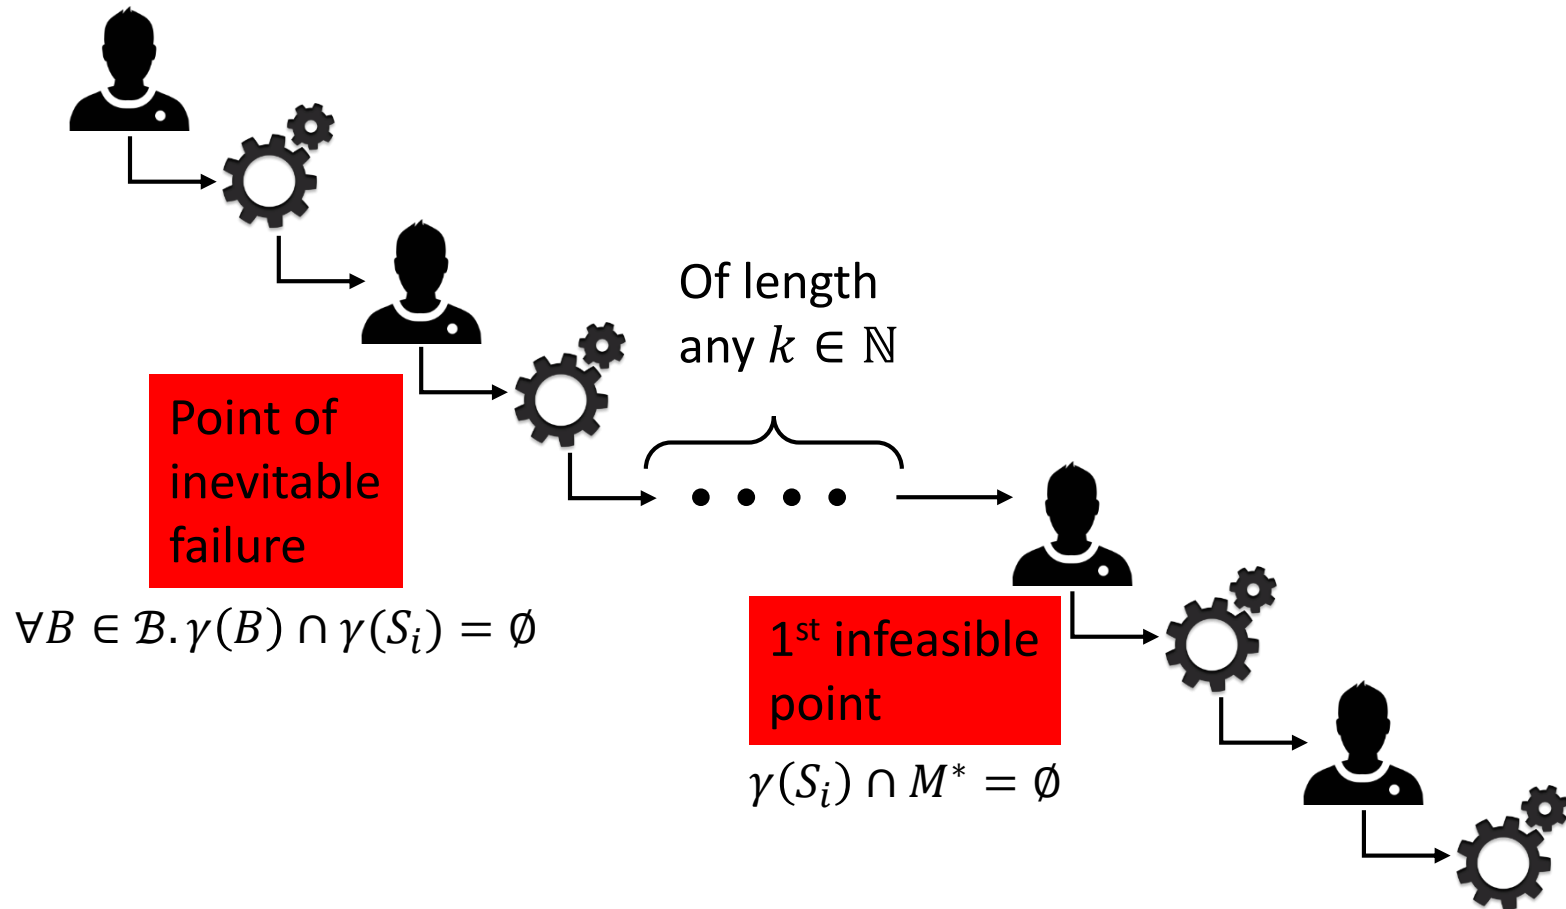 Of length
any 𝑘 ∈ ℕ
Point of
inevitable
failure
∀𝐵 ∈ ℬ. 𝛾(𝐵) ∩ 𝛾(𝑆ᵢ) = ∅
1ˢᵗ infeasible
point
𝛾(𝑆ᵢ) ∩ 𝑀* = ∅